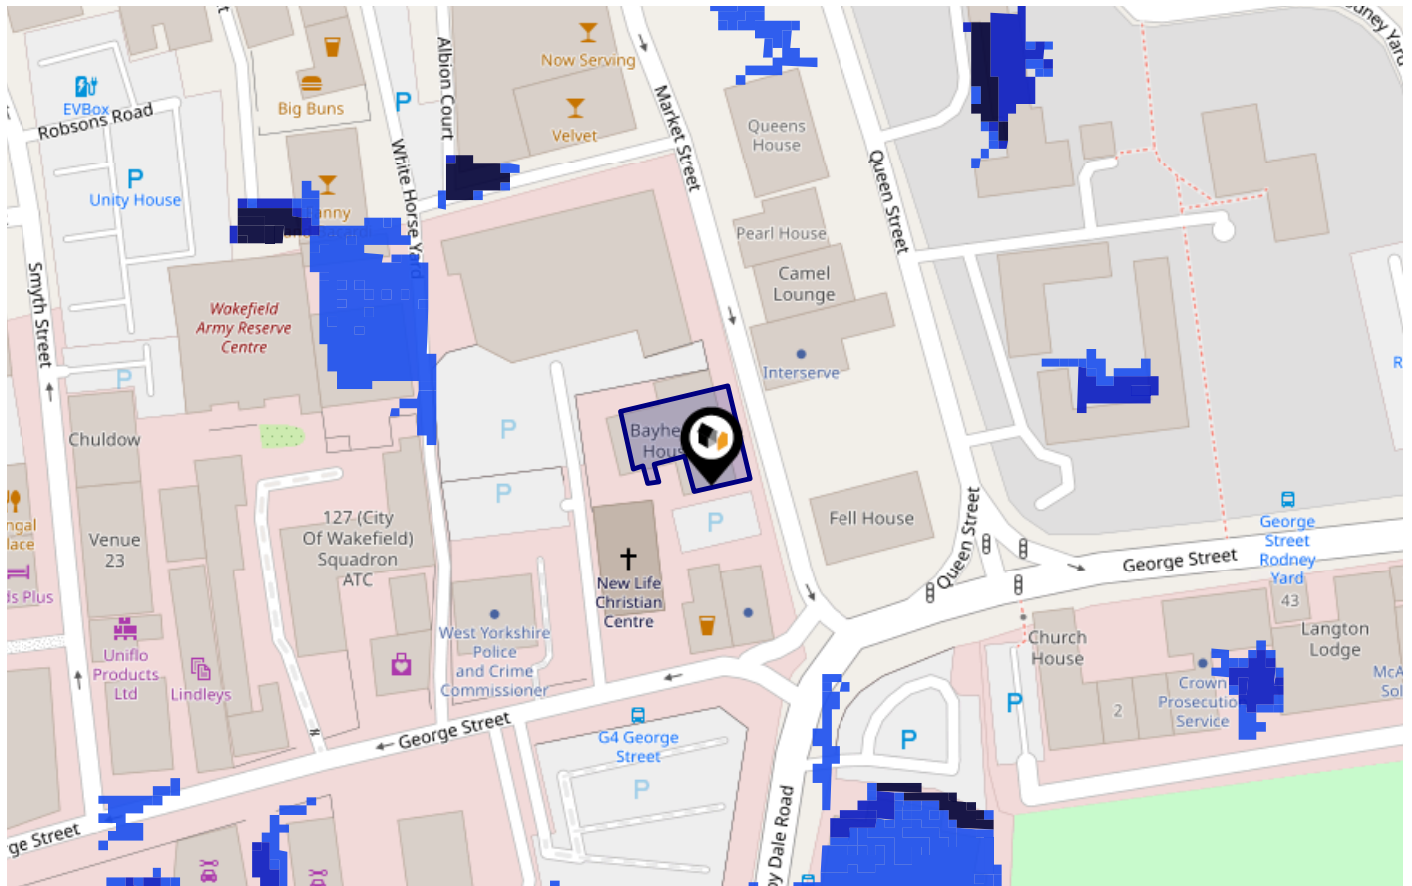 EVBox
Robsons Road
P
Unity House
Big Buns
P
Albion Court
Now Serving
Velvet
Market Street
White Horse Yard
Queens
House
Queen Street
Pearl House
Camel
Lounge
Interserve
Smyth Street
Wakefield
Army Reserve
Centre
P
Chuldow
P
P
P
Venue
23
127 (City
Of Wakefield)
Squadron
ATC
Fell House
New Life
Christian
Centre
West Yorkshire
Police
and Crime
Commissioner
Uniflo
Products
Ltd
Lindleys
Queen Street
George Street
George
Street
Rodney
Yard
43
Church
House
Langton
Lodge
Crown
Prosecutio
Service
2
P
P
George Street
G4 George
Street
P